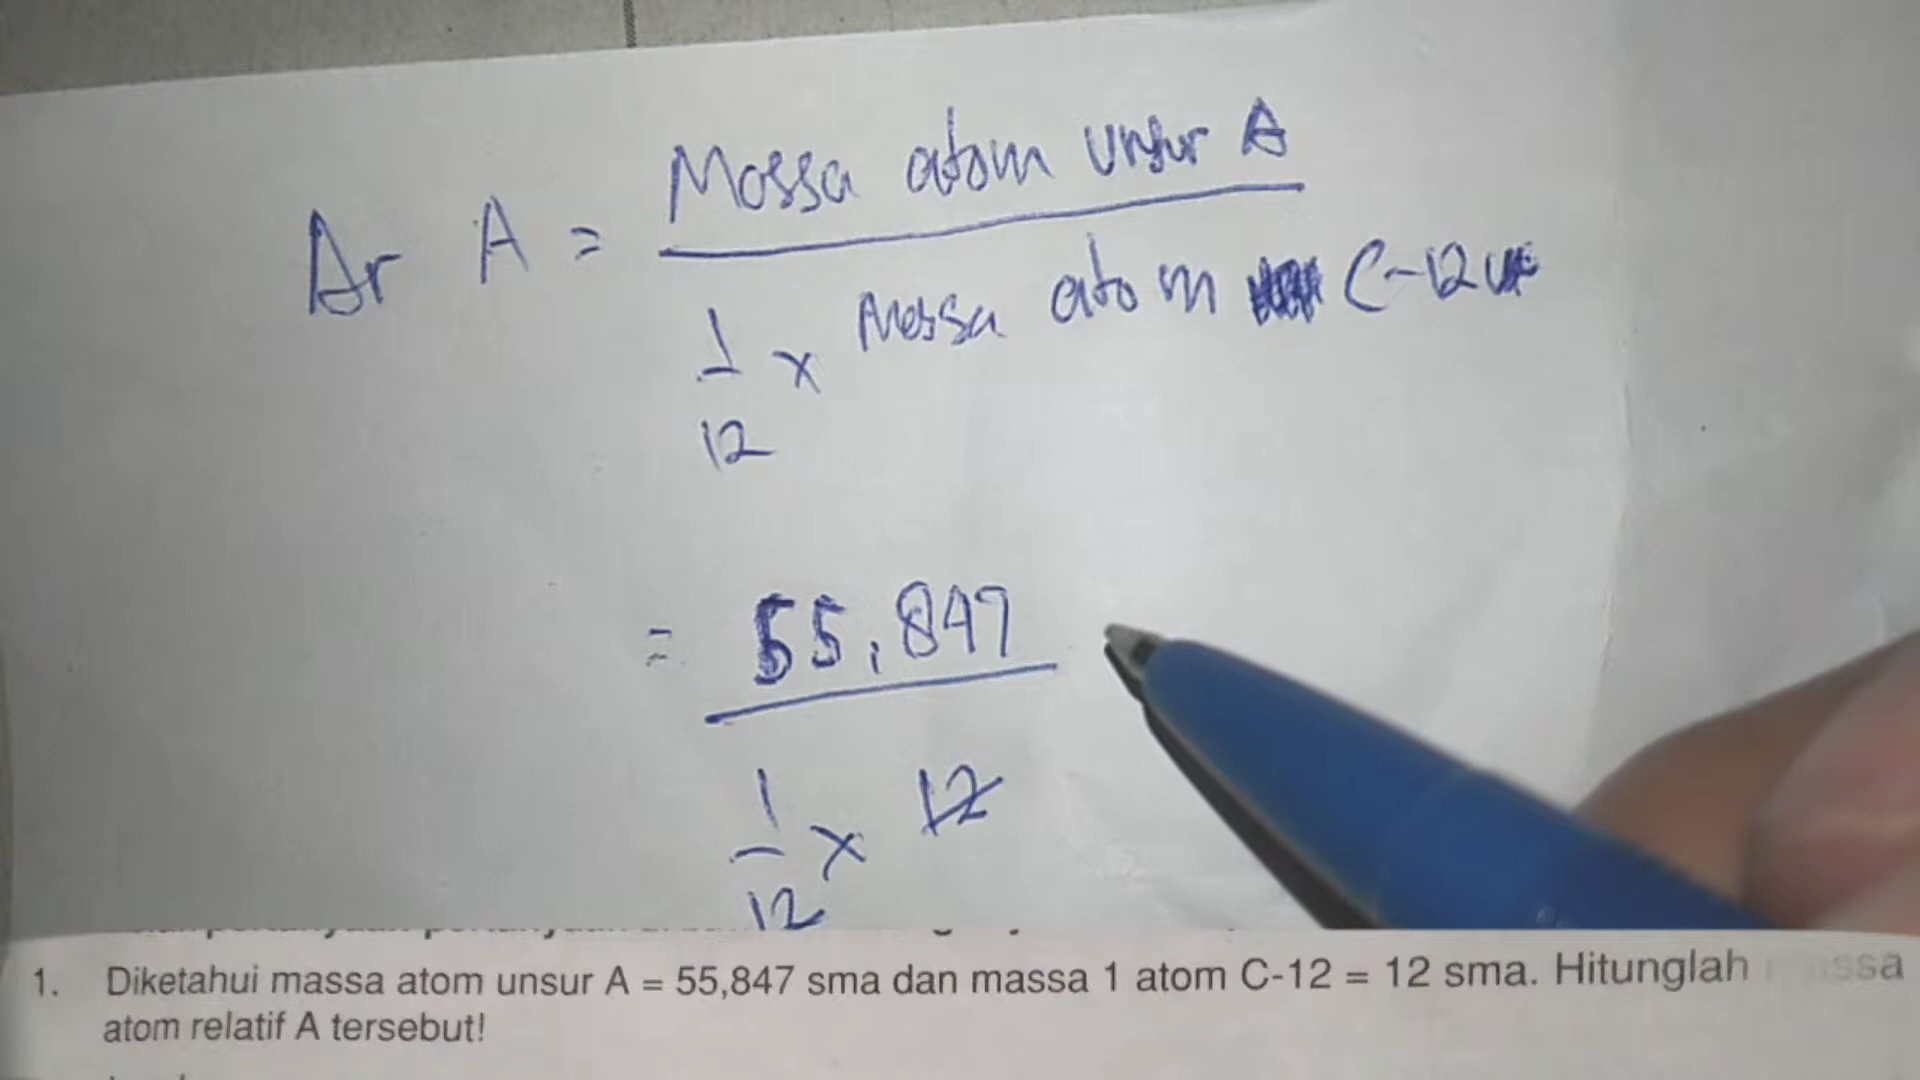 Massa atom unsur A
Ar A =
1 x Massa atom C-12
12
= 55,847
1 x 12
12
1. Diketahui massa atom unsur A = 55,847 sma dan massa 1 atom C-12 = 12 sma. Hitunglah massa
atom relatif A tersebut!